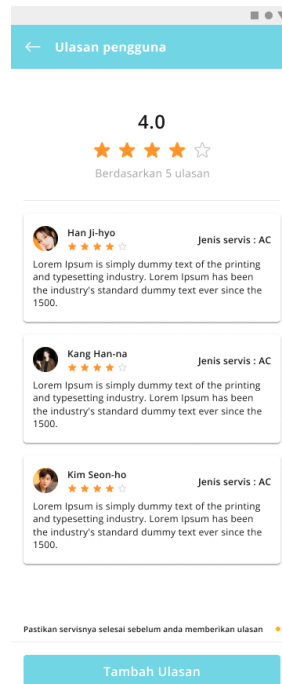 Ulasan pengguna
4.0
Berdasarkan 5 ulasan
Han Ji-hyo
Jenis servis : AC
Lorem Ipsum is simply dummy text of the printing
and typesetting industry. Lorem Ipsum has been
the industry's standard dummy text ever since the
1500.
Kang Han-na
Jenis servis : AC
Lorem Ipsum is simply dummy text of the printing
and typesetting industry. Lorem Ipsum has been
the industry's standard dummy text ever since the
1500.
Kim Seon-ho
Jenis servis : AC
Lorem Ipsum is simply dummy text of the printing
and typesetting industry. Lorem Ipsum has been
the industry's standard dummy text ever since the
1500.
Pastikan servisnya selesai sebelum anda memberikan ulasan
Tambah Ulasan